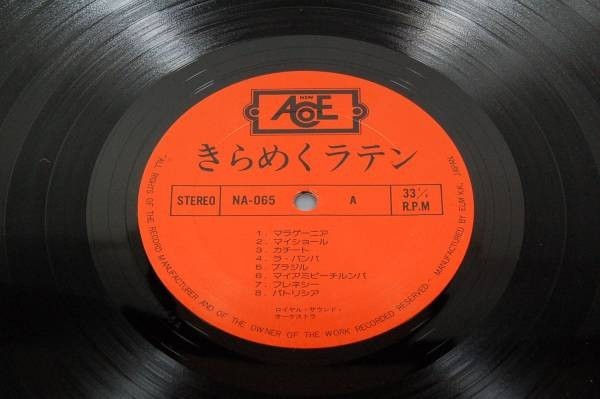 NEW
ACE
きらめくラテン
STEREO NA-065 A 33⅓ R.P.M
1. マラゲーニア
2. マイショール
3. カチート
4. ラ・バンバ
5. ブラジル
6. マイアミビーチルンバ
7. フレネシー
8. パトリシア
ロイヤル・サウンド・
オーケストラ
ALL RIGHTS OF THE RECORD MANUFACTURER AND OF THE OWNER OF THE WORK RECORDED RESERVED. MANUFACTURED BY ELM KK, JAPAN.